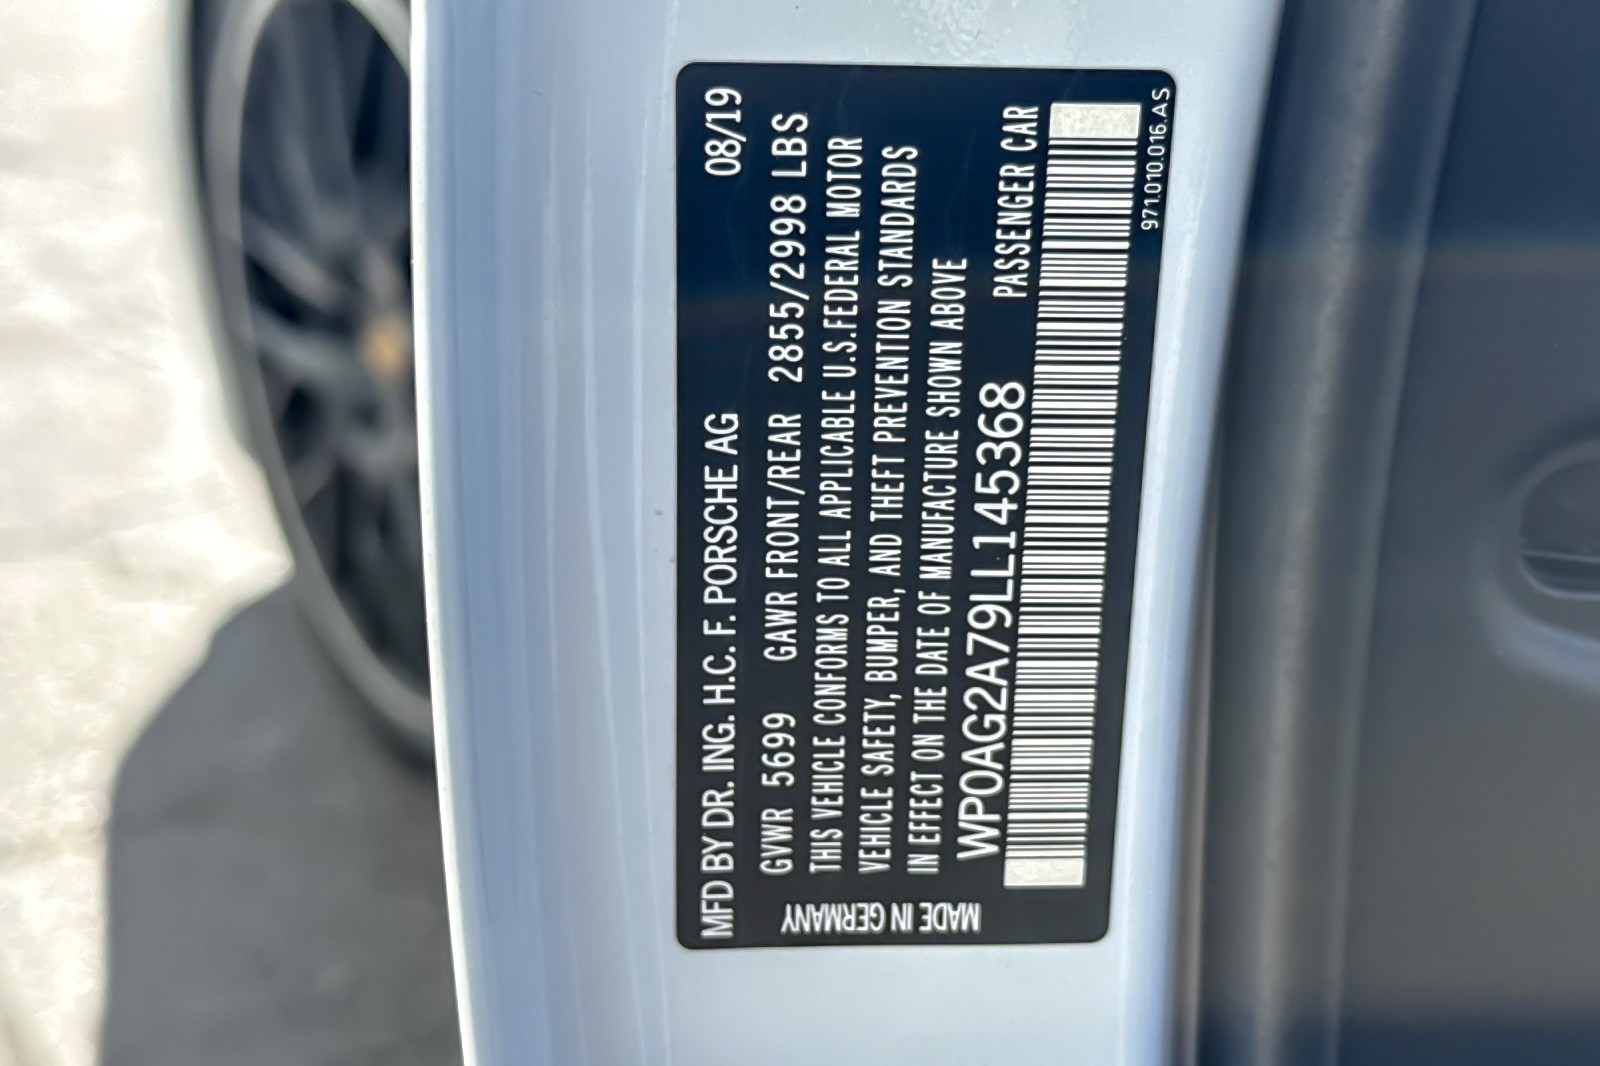 MFD BY DR. ING. H.C. F. PORSCHE AG 08/19
GVWR 5699 GAWR FRONT/REAR 2855/2998 LBS
THIS VEHICLE CONFORMS TO ALL APPLICABLE U.S.FEDERAL MOTOR
VEHICLE SAFETY, BUMPER, AND THEFT PREVENTION STANDARDS
IN EFFECT ON THE DATE OF MANUFACTURE SHOWN ABOVE
WP0AG2A79LL145368 PASSENGER CAR
971.010.016.AS
MADE IN GERMANY